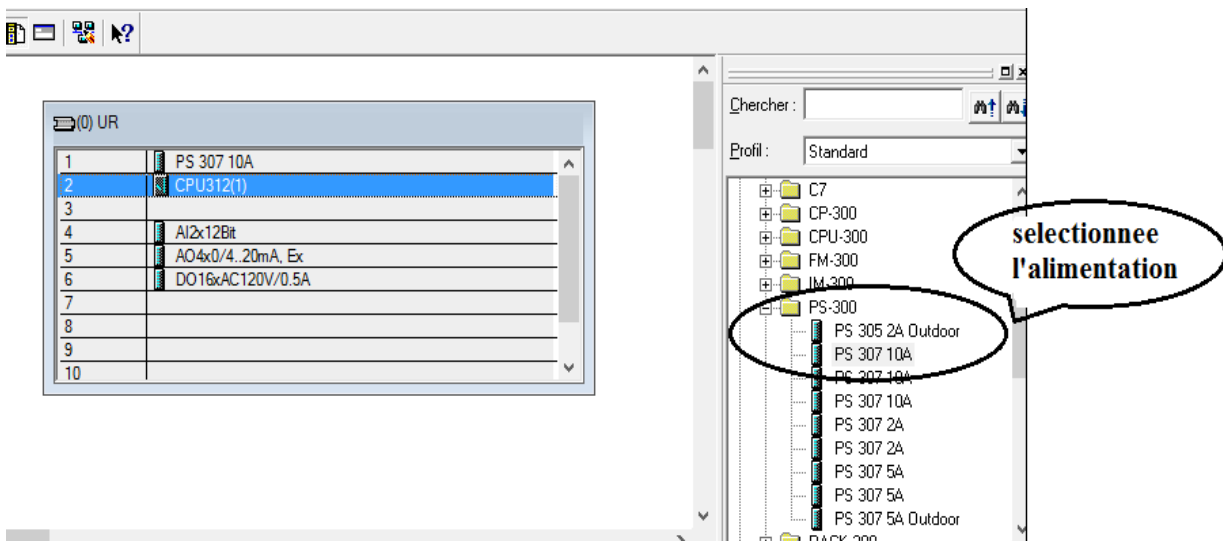 (0) UR
1 PS 307 10A
2 CPU312(1)
3
4 AI2x12Bit
5 AO4x0/4..20mA, Ex
6 DO16xAC120V/0.5A
7
8
9
10
Chercher :
Profil : Standard
C7
CP-300
CPU-300
FM-300
IM-300
PS-300
PS 305 2A Outdoor
PS 307 10A
PS 307 10A
PS 307 10A
PS 307 2A
PS 307 2A
PS 307 5A
PS 307 5A
PS 307 5A Outdoor
RACK-300
selectionnee
l'alimentation